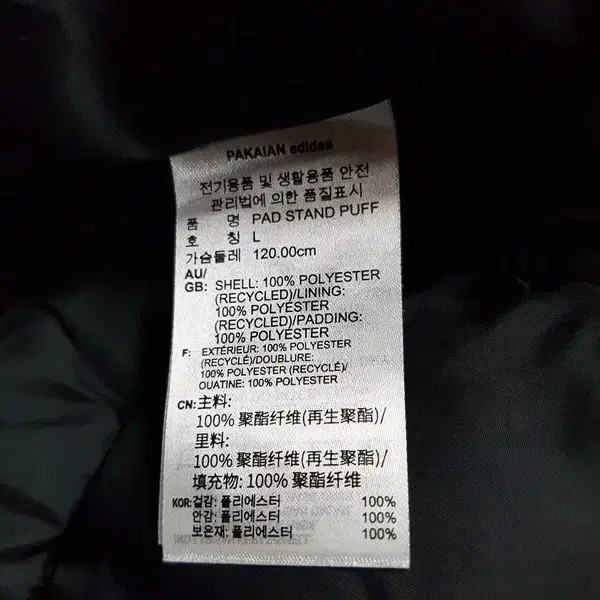 PAKAIAN adidas
전기용품 및 생활용품 안전
관리법에 의한 품질표시
품 명 PAD STAND PUFF
호 칭 L
가슴둘레 120.00cm
AU/
GB: SHELL: 100% POLYESTER
(RECYCLED)/LINING:
100% POLYESTER
(RECYCLED)/PADDING:
100% POLYESTER
F: EXTÉRIEUR: 100% POLYESTER
(RECYCLÉ)/DOUBLURE:
100% POLYESTER (RECYCLÉ)/
OUATINE: 100% POLYESTER
CN: 主料:
100% 聚酯纤维(再生聚酯)/
里料:
100% 聚酯纤维(再生聚酯)/
填充物: 100% 聚酯纤维
KOR: 겉감: 폴리에스터 100%
안감: 폴리에스터 100%
보온재: 폴리에스터 100%